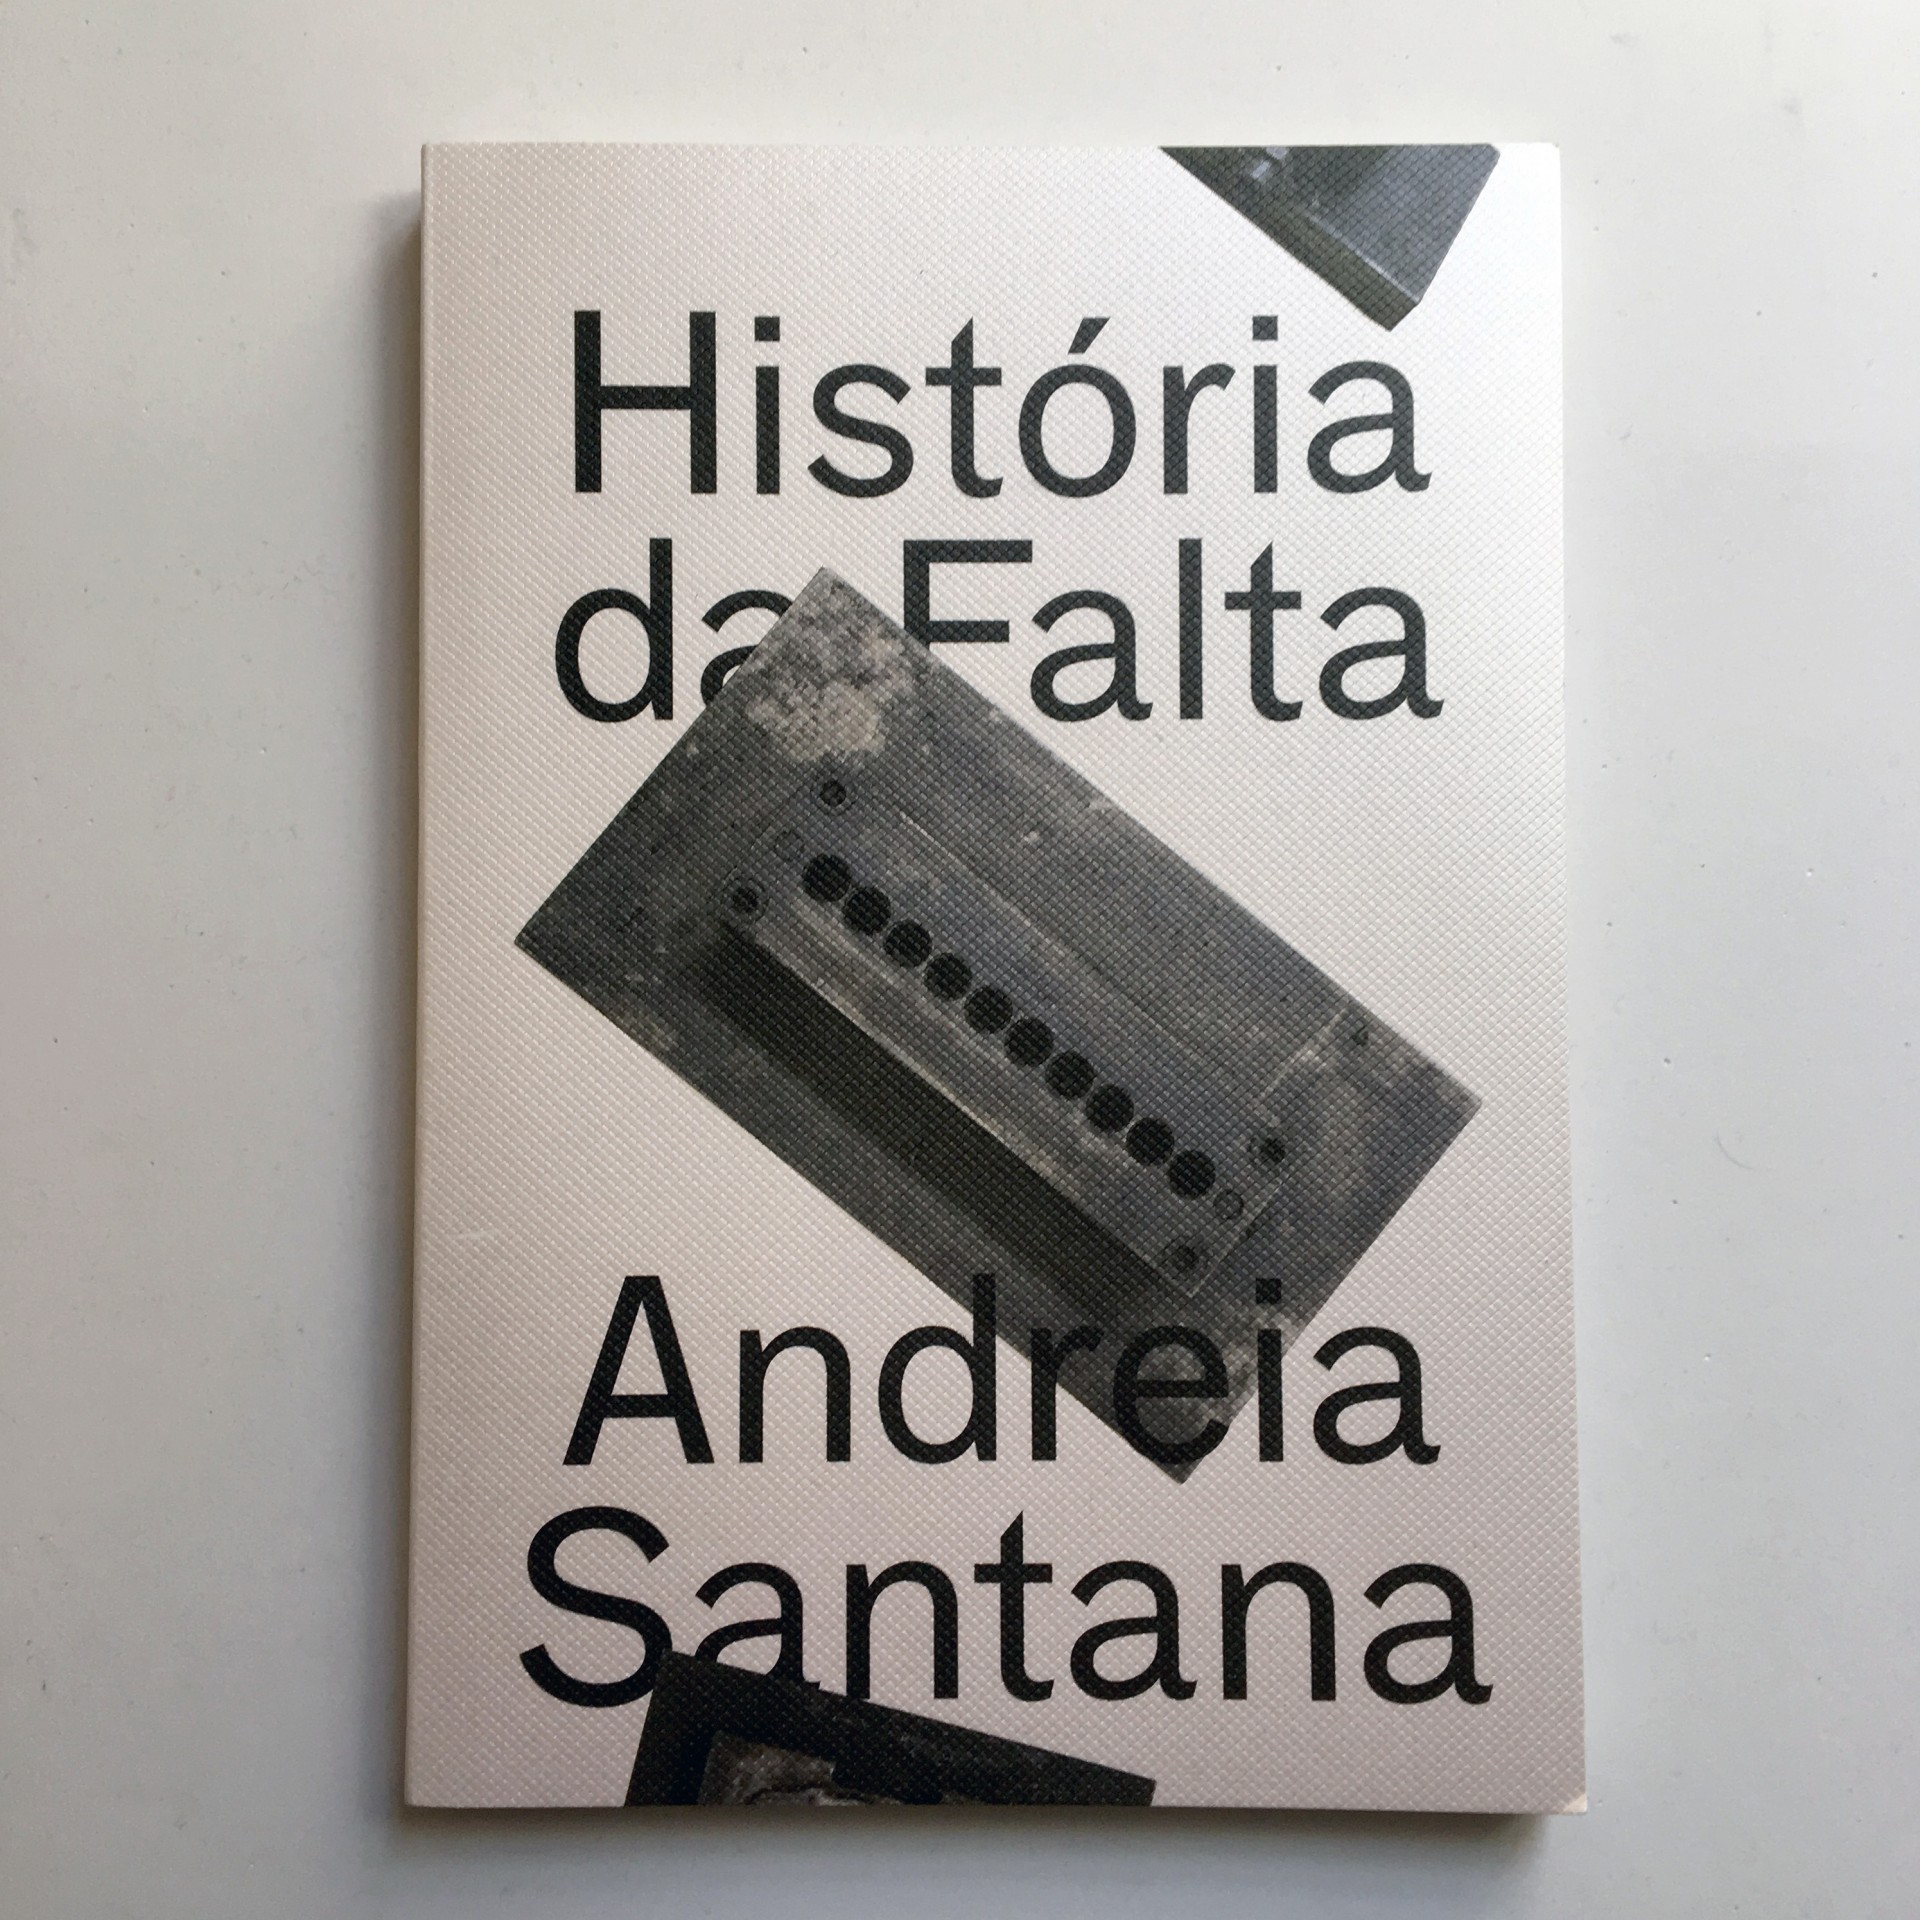 História
da Falta
Andreia
Santana